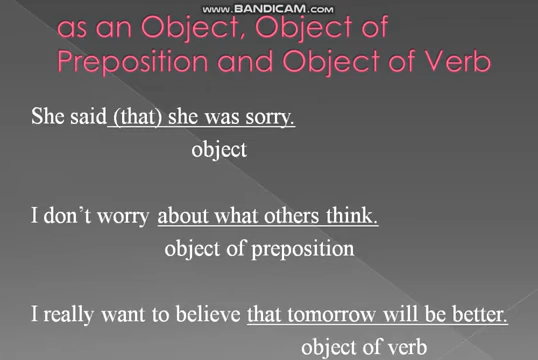 www.BANDICAM.com
as an Object, Object of
Preposition and Object of Verb
She said (that) she was sorry.
object
I don't worry about what others think.
object of preposition
I really want to believe that tomorrow will be better.
object of verb